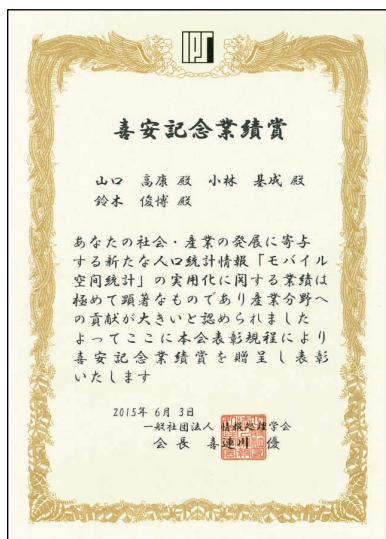 IPSJ
喜安記念業績賞
山口 高康 殿 小林 基成 殿
鈴木 俊博 殿
あなたの社会・産業の発展に寄与
する新たな人口統計情報「モバイル
空間統計」の実用化に関する業績は
極めて顕著なものであり産業分野へ
の貢献が大きいと認められました
よってここに本会表彰規程により
喜安記念業績賞を贈呈し表彰
いたします
2015年 6月 3日
一般社団法人 情報処理学会
会長 喜連川 優